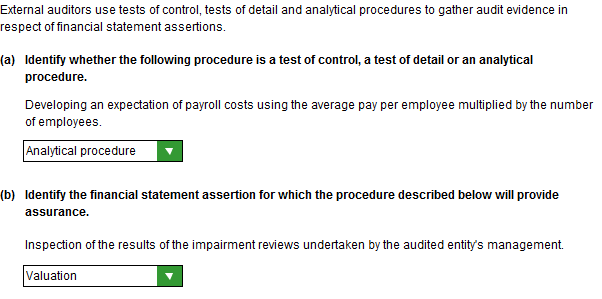 External auditors use tests of control, tests of detail and analytical procedures to gather audit evidence in
respect of financial statement assertions.
(a) Identify whether the following procedure is a test of control, a test of detail or an analytical
procedure.
Developing an expectation of payroll costs using the average pay per employee multiplied by the number
of employees.
Analytical procedure
(b) Identify the financial statement assertion for which the procedure described below will provide
assurance.
Inspection of the results of the impairment reviews undertaken by the audited entity's management.
Valuation